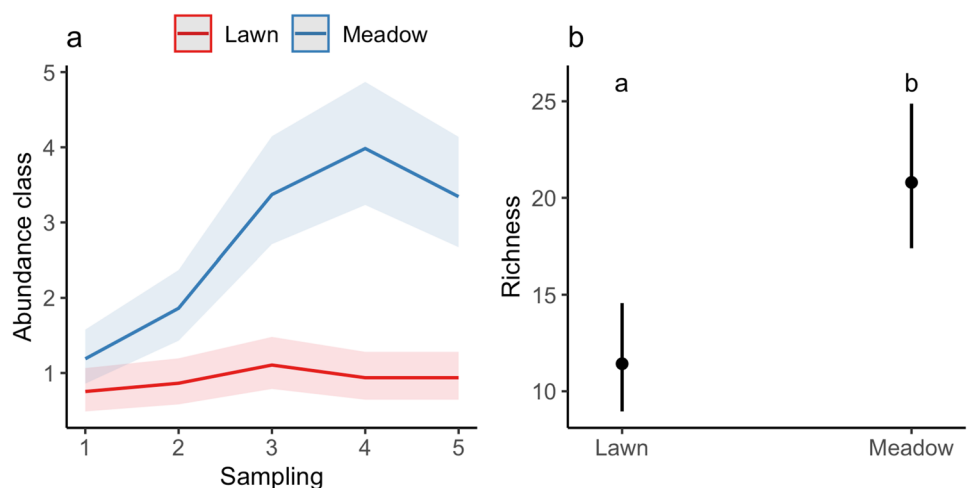 a
Lawn Meadow
Abundance class
5
4
3
2
1
1 2 3 4 5
Sampling
b
Richness
25
20
15
10
a b
Lawn Meadow